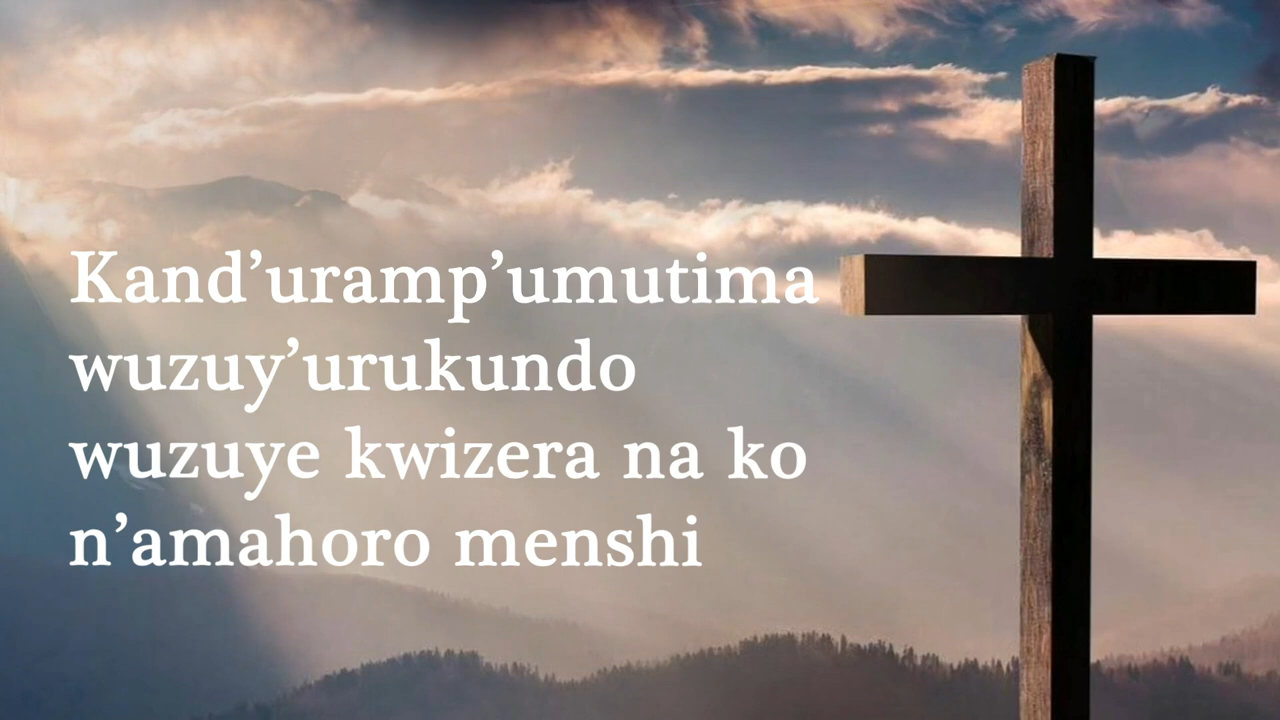 Kand’uramp’umutima
wuzuy’urukundo
wuzuye kwizera na ko
n’amahoro menshi